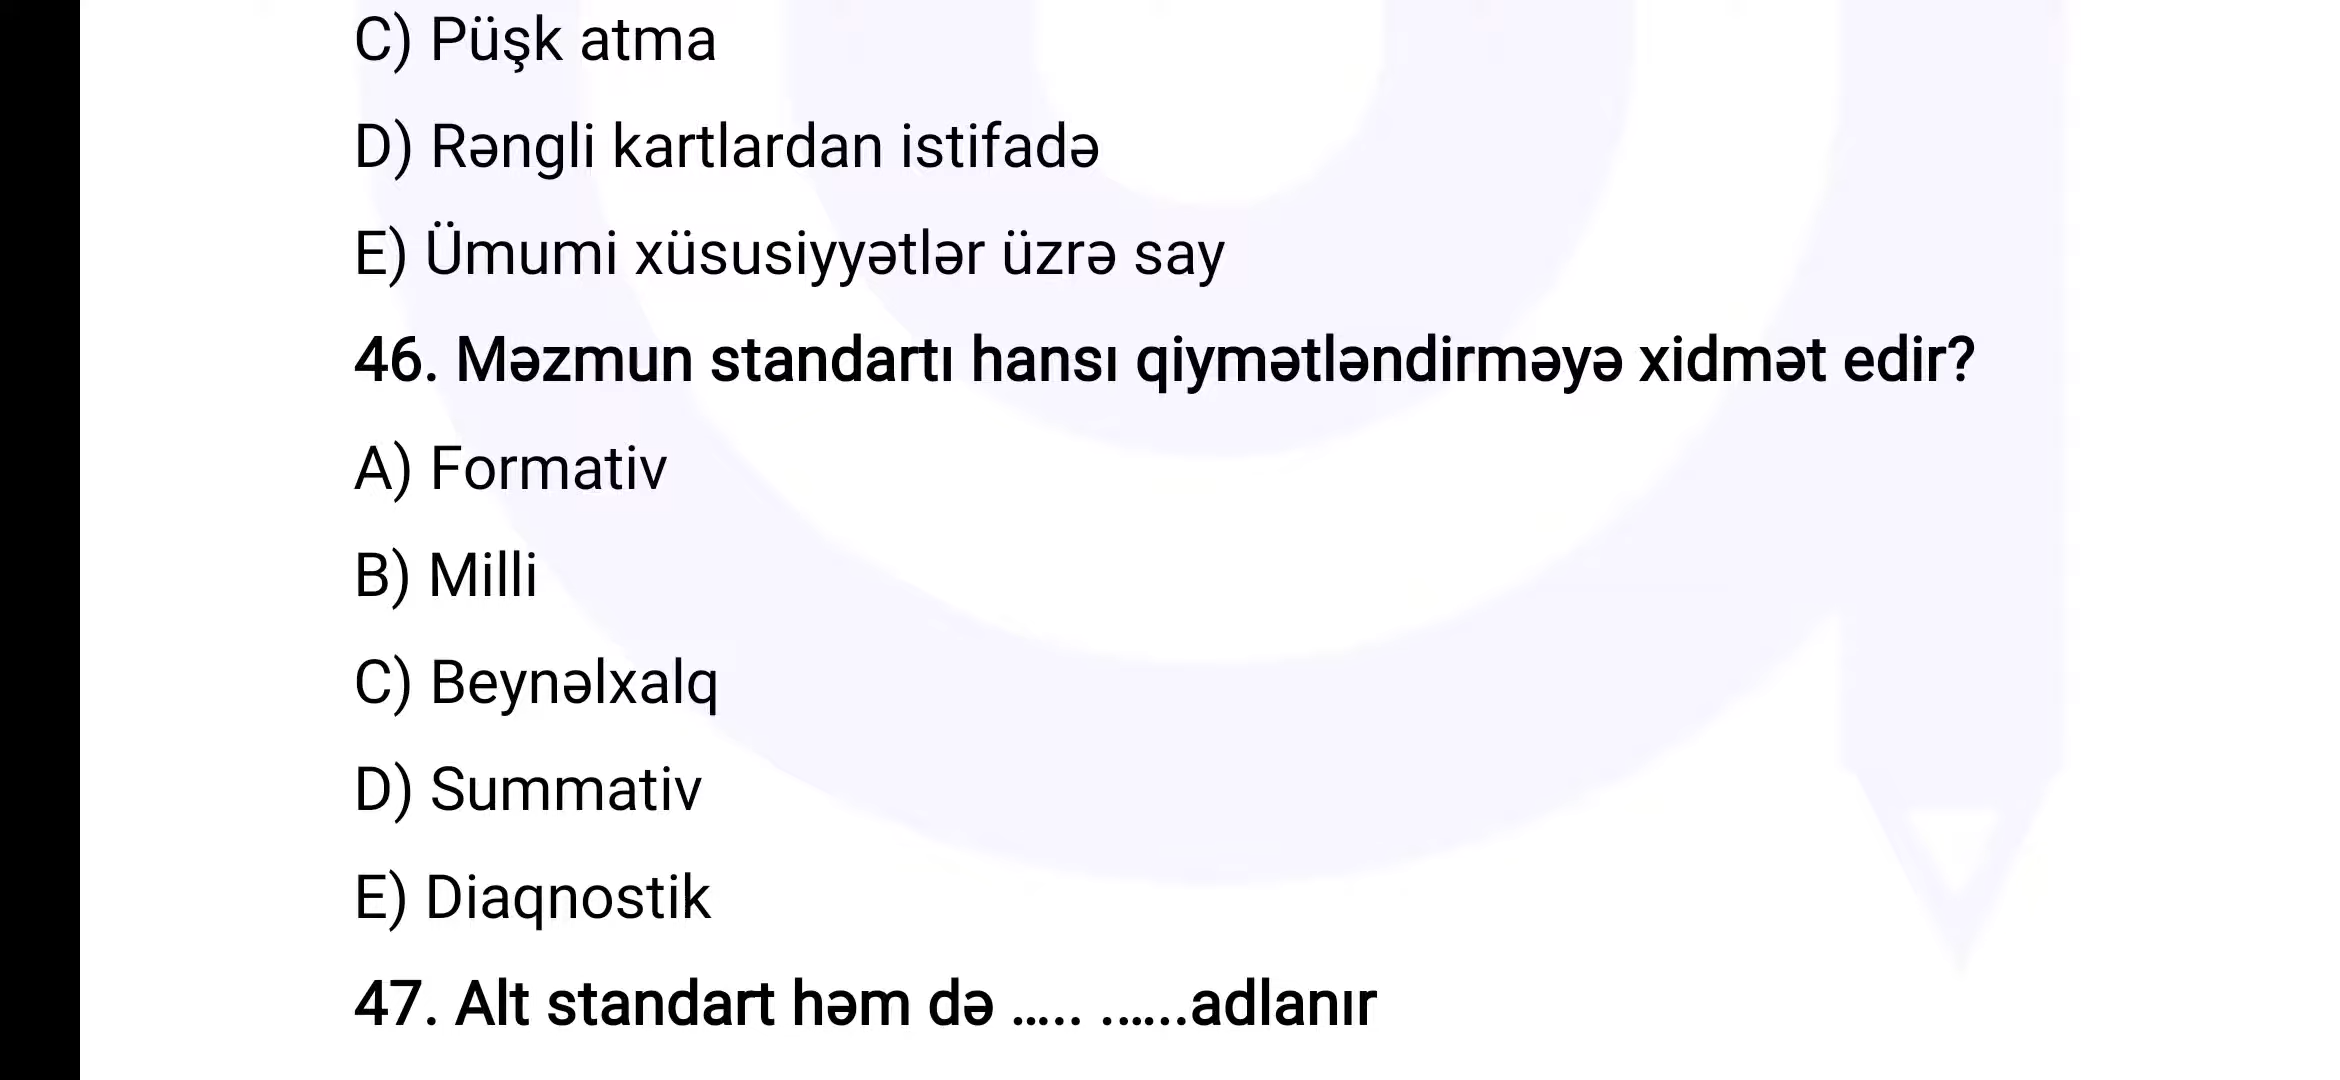 C) Püşk atma
D) Rəngli kartlardan istifadə
E) Ümumi xüsusiyyətlər üzrə say
46. Məzmun standartı hansı qiymətləndirməyə xidmət edir?
A) Formativ
B) Milli
C) Beynəlxalq
D) Summativ
E) Diaqnostik
47. Alt standart həm də ..... ......adlanır